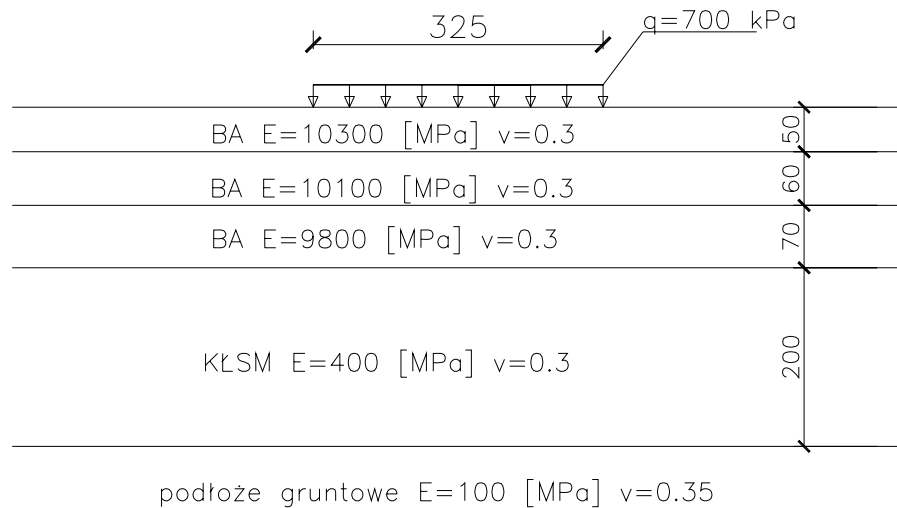 325
q=700 kPa
BA E=10300 [MPa] v=0.3
50
BA E=10100 [MPa] v=0.3
60
BA E=9800 [MPa] v=0.3
70
KŁSM E=400 [MPa] v=0.3
200
podłoże gruntowe E=100 [MPa] v=0.35